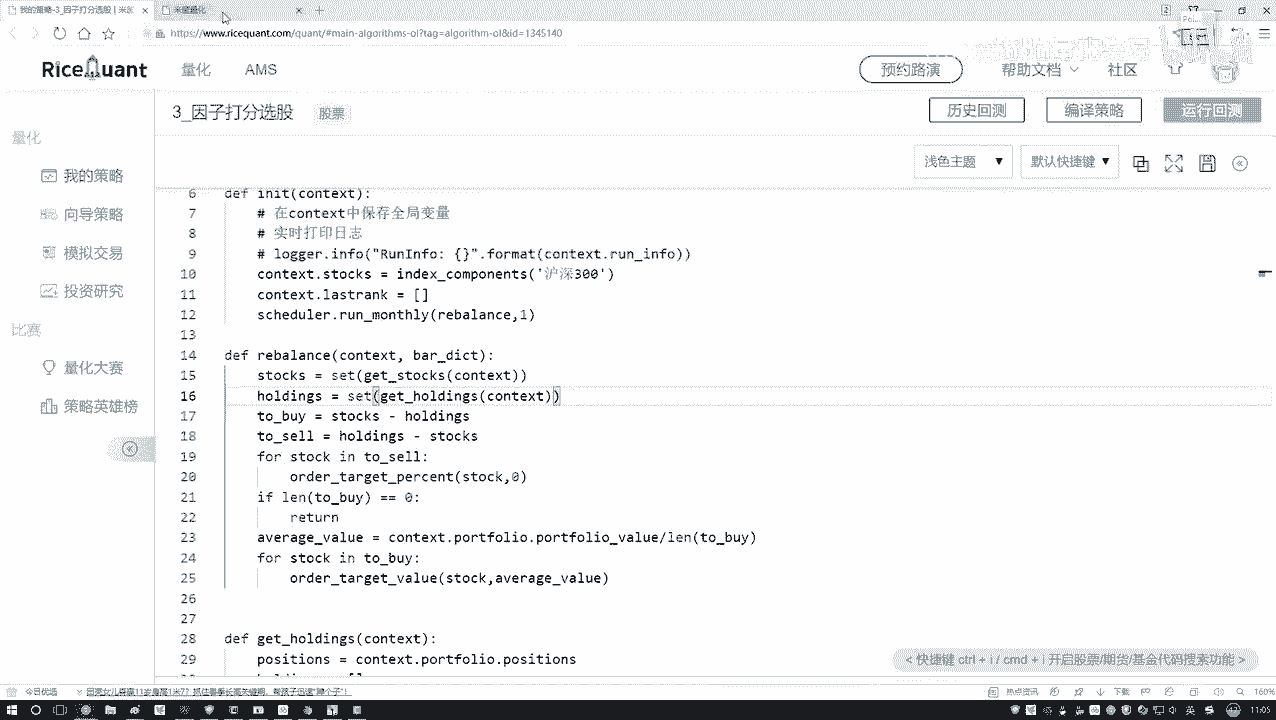 我的策略-3_因子打分选股 | 米
米筐量化
https://www.ricequant.com/quant/#main-algorithms-ol?tag=algorithm-ol&id=1345140
RiceQuant
量化
AMS
预约路演
帮助文档
社区
3_因子打分选股
股票
历史回测
编译策略
运行回测
浅色主题
默认快捷键
量化
我的策略
向导策略
模拟交易
投资研究
比赛
量化大赛
策略英雄榜
6 def init(context):
7 # 在context中保存全局变量
8 # 实时打印日志
9 # logger.info("RunInfo: {}".format(context.run_info))
10 context.stocks = index_components('沪深300')
11 context.lastrank = []
12 scheduler.run_monthly(rebalance,1)
13
14 def rebalance(context, bar_dict):
15 stocks = set(get_stocks(context))
16 holdings = set(get_holdings(context))
17 to_buy = stocks - holdings
18 to_sell = holdings - stocks
19 for stock in to_sell:
20 order_target_percent(stock,0)
21 if len(to_buy) == 0:
22 return
23 average_value = context.portfolio.portfolio_value/len(to_buy)
24 for stock in to_buy:
25 order_target_value(stock,average_value)
26
27
28 def get_holdings(context):
29 positions = context.portfolio.positions
< 快捷键 ctrl + i / cmd + i 开启股票/期货/基金代码搜索功能 >
今日优选
热点资讯
下载
160%
英
11:05